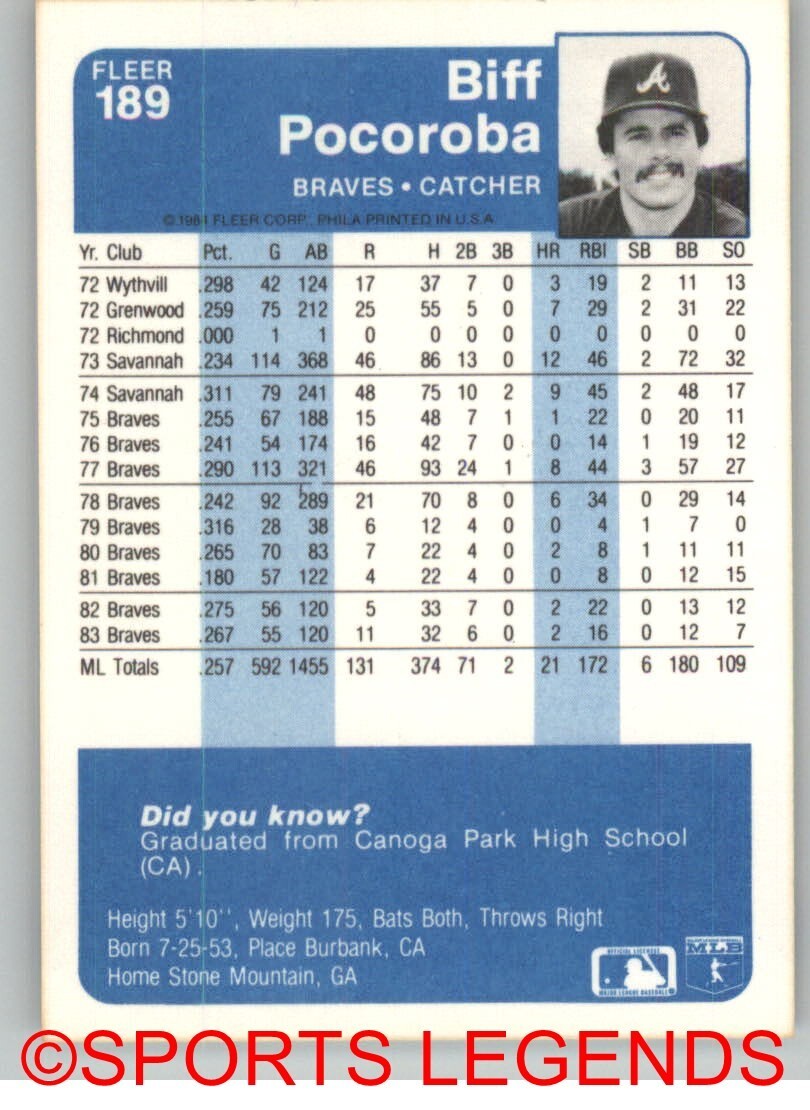 FLEER
189
Biff
Pocoroba
BRAVES • CATCHER
© 1984 FLEER CORP., PHILA PRINTED IN U.S.A.
Yr. Club Pct. G AB R H 2B 3B HR RBI SB BB SO
72 Wythvill .298 42 124 17 37 7 0 3 19 2 11 13
72 Grenwood .259 75 212 25 55 5 0 7 29 2 31 22
72 Richmond .000 1 1 0 0 0 0 0 0 0 0 0
73 Savannah .234 114 368 46 86 13 0 12 46 2 72 32
74 Savannah .311 79 241 48 75 10 2 9 45 2 48 17
75 Braves .255 67 188 15 48 7 1 1 22 0 20 11
76 Braves .241 54 174 16 42 7 0 0 14 1 19 12
77 Braves .290 113 321 46 93 24 1 8 44 3 57 27
78 Braves .242 92 289 21 70 8 0 6 34 0 29 14
79 Braves .316 28 38 6 12 4 0 0 4 1 7 0
80 Braves .265 70 83 7 22 4 0 2 8 1 11 11
81 Braves .180 57 122 4 22 4 0 0 8 0 12 15
82 Braves .275 56 120 5 33 7 0 2 22 0 13 12
83 Braves .267 55 120 11 32 6 0 2 16 0 12 7
ML Totals .257 592 1455 131 374 71 2 21 172 6 180 109
Did you know?
Graduated from Canoga Park High School
(CA).
Height 5'10'', Weight 175, Bats Both, Throws Right
Born 7-25-53, Place Burbank, CA
Home Stone Mountain, GA
OFFICIAL LICENSEE
MAJOR LEAGUE BASEBALL
MLB
©SPORTS LEGENDS